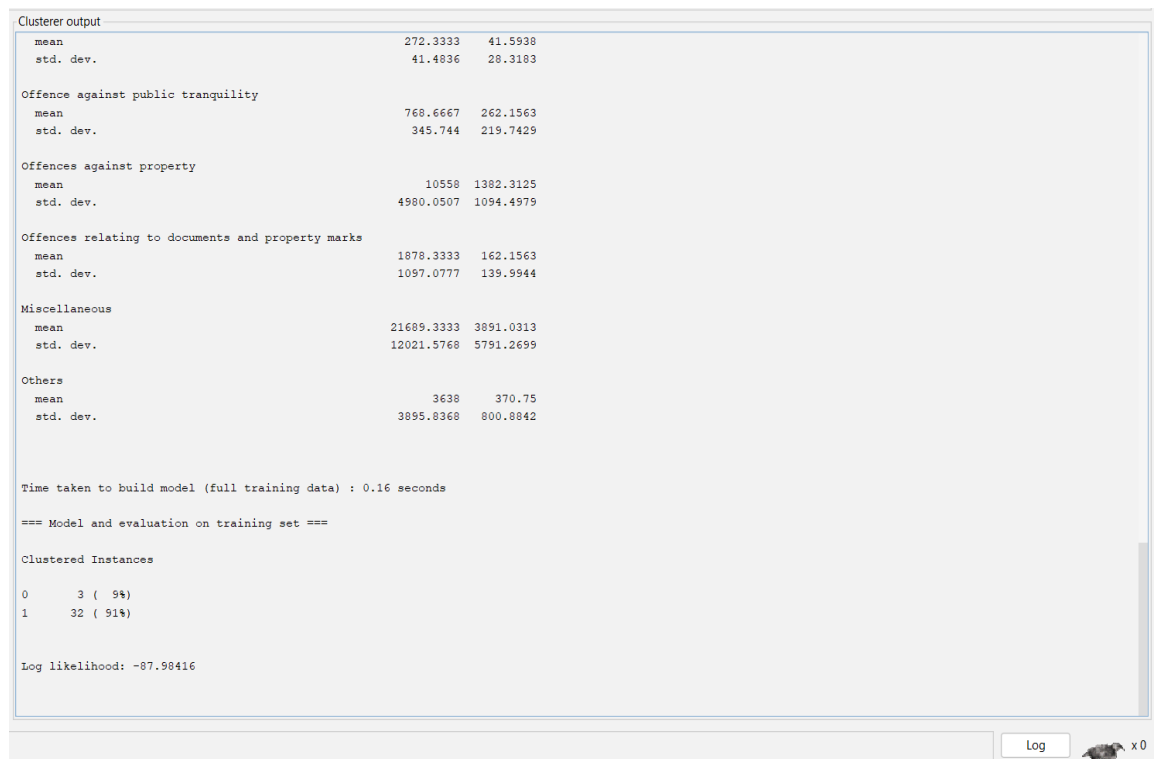 Clusterer output
mean 272.3333 41.5938
std. dev. 41.4836 28.3183
Offence against public tranquility
mean 768.6667 262.1563
std. dev. 345.744 219.7429
Offences against property
mean 10558 1382.3125
std. dev. 4980.0507 1094.4979
Offences relating to documents and property marks
mean 1878.3333 162.1563
std. dev. 1097.0777 139.9944
Miscellaneous
mean 21689.3333 3891.0313
std. dev. 12021.5768 5791.2699
Others
mean 3638 370.75
std. dev. 3895.8368 800.8842
Time taken to build model (full training data) : 0.16 seconds
=== Model and evaluation on training set ===
Clustered Instances
0 3 ( 9%)
1 32 ( 91%)
Log likelihood: -87.98416
Log x 0